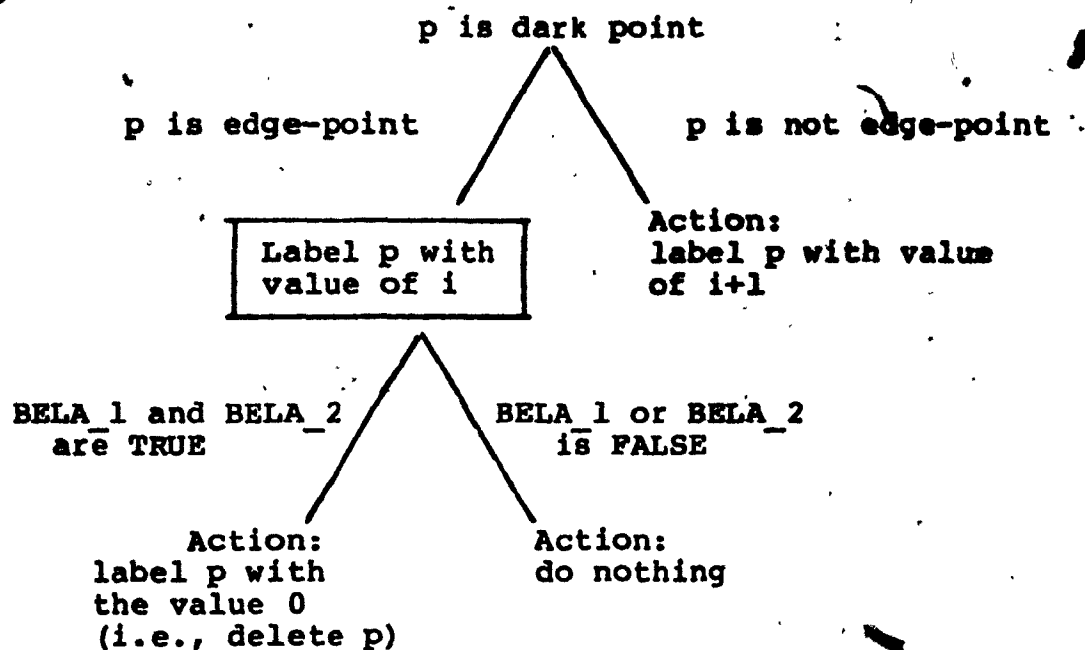 p is dark point
p is edge-point
p is not edge-point
Label p with
value of i
Action:
label p with value
of i+1
BELA_1 and BELA_2
are TRUE
BELA_1 or BELA_2
is FALSE
Action:
label p with
the value 0
(i.e., delete p)
Action:
do nothing